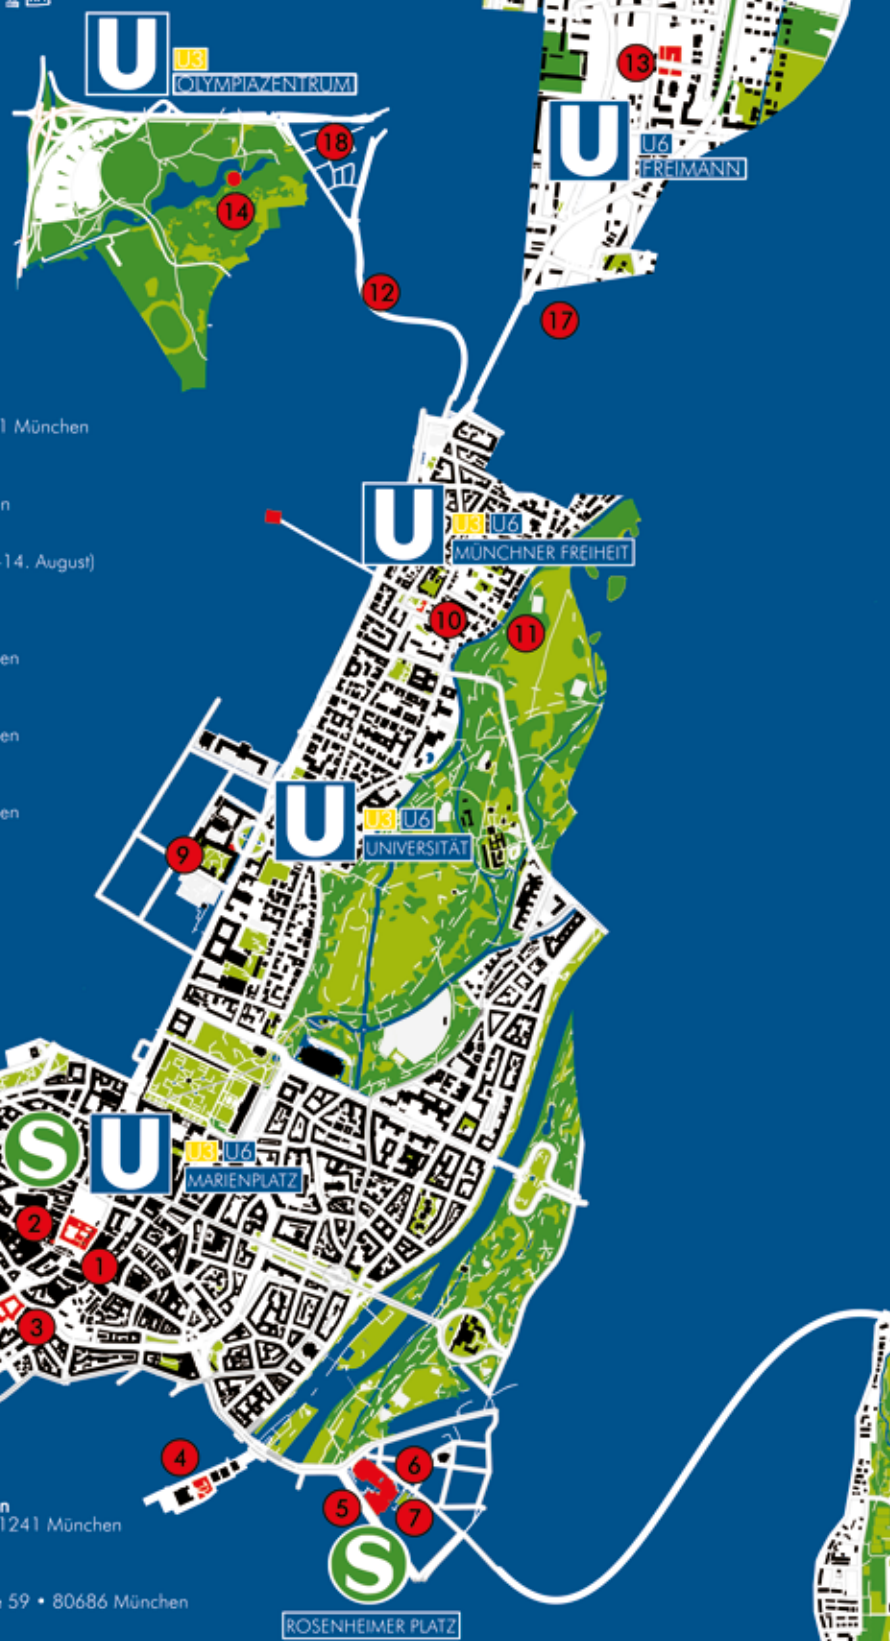 U
U3
OLYMPIAZENTRUM
13
18
U
U6
FREIMANN
14
12
17
1 München
n
-14. August)
U
U3 U6
MÜNCHNER FREIHEIT
10
11
en
en
en
U
U3 U6
UNIVERSITÄT
9
S
U
U3 U6
MARIENPLATZ
2
1
3
4
6
5
7
n
1241 München
S
59 • 80686 München
ROSENHEIMER PLATZ